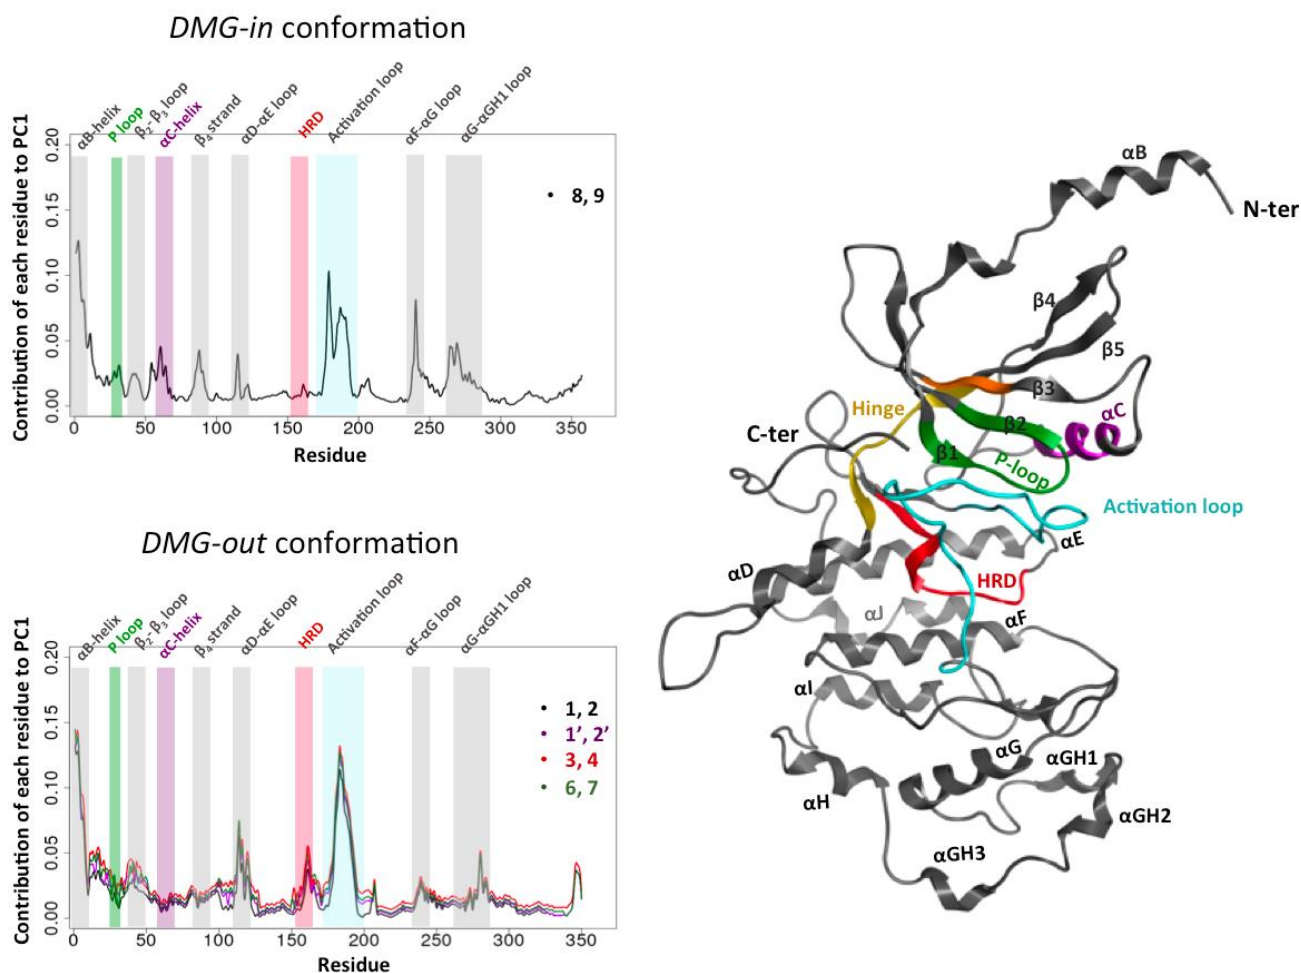 DMG-in conformation
αB-helix
P loop
β2-β3 loop
αC-helix
β4 strand
αD-αE loop
HRD
Activation loop
αF-αG loop
αG-αGH1 loop
Contribution of each residue to PC1
0.20
0.15
0.10
0.05
0.00
• 8, 9
0 50 100 150 200 250 300 350
Residue
DMG-out conformation
αB-helix
P loop
β2-β3 loop
αC-helix
β4 strand
αD-αE loop
HRD
Activation loop
αF-αG loop
αG-αGH1 loop
Contribution of each residue to PC1
0.20
0.15
0.10
0.05
0.00
• 1, 2
• 1’, 2’
• 3, 4
• 6, 7
0 50 100 150 200 250 300 350
Residue
αB
N-ter
β4
β5
β3
Hinge
αC
β2
C-ter
β1
P-loop
Activation loop
αE
αD
HRD
αJ
αF
αI
αG
αGH1
αH
αGH2
αGH3